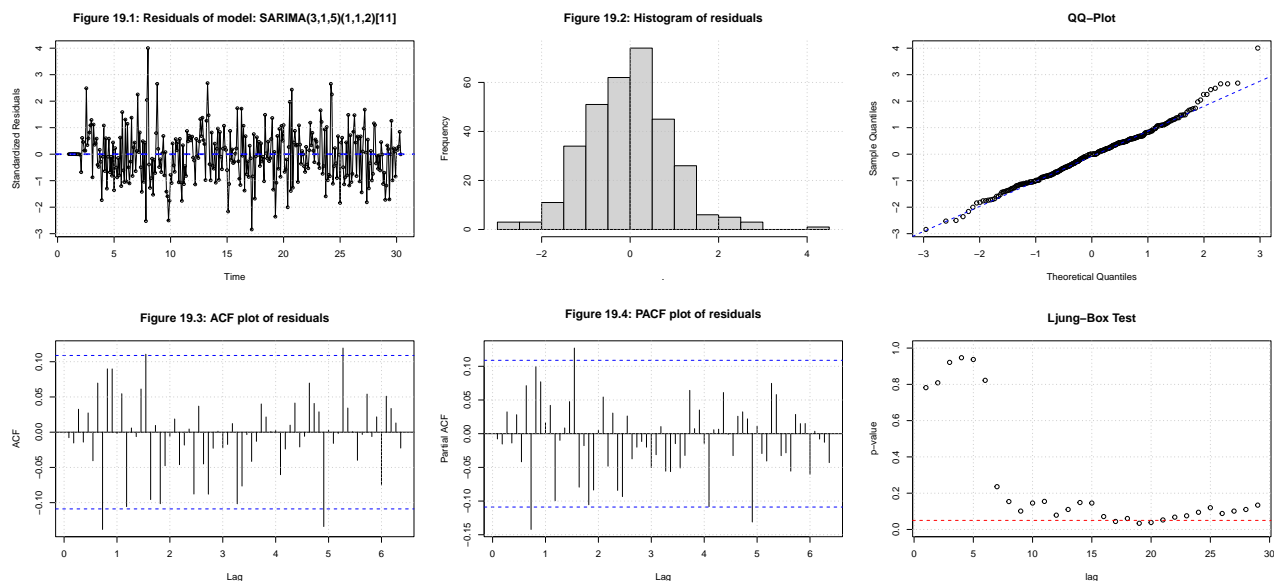 Figure 19.1: Residuals of model: SARIMA(3,1,5)(1,1,2)[11]
Standardized Residuals
4
3
2
1
0
−1
−2
−3
0 5 10 15 20 25 30
Time
Figure 19.2: Histogram of residuals
Frequency
60
40
20
0
−2 0 2 4
.
QQ−Plot
Sample Quantiles
4
3
2
1
0
−1
−2
−3
−3 −2 −1 0 1 2 3
Theoretical Quantiles
Figure 19.3: ACF plot of residuals
ACF
0.10
0.05
0.00
−0.05
−0.10
0 1 2 3 4 5 6
Lag
Figure 19.4: PACF plot of residuals
Partial ACF
0.10
0.05
0.00
−0.05
−0.10
−0.15
0 1 2 3 4 5 6
Lag
Ljung−Box Test
p−value
1.0
0.8
0.6
0.4
0.2
0.0
0 5 10 15 20 25 30
lag